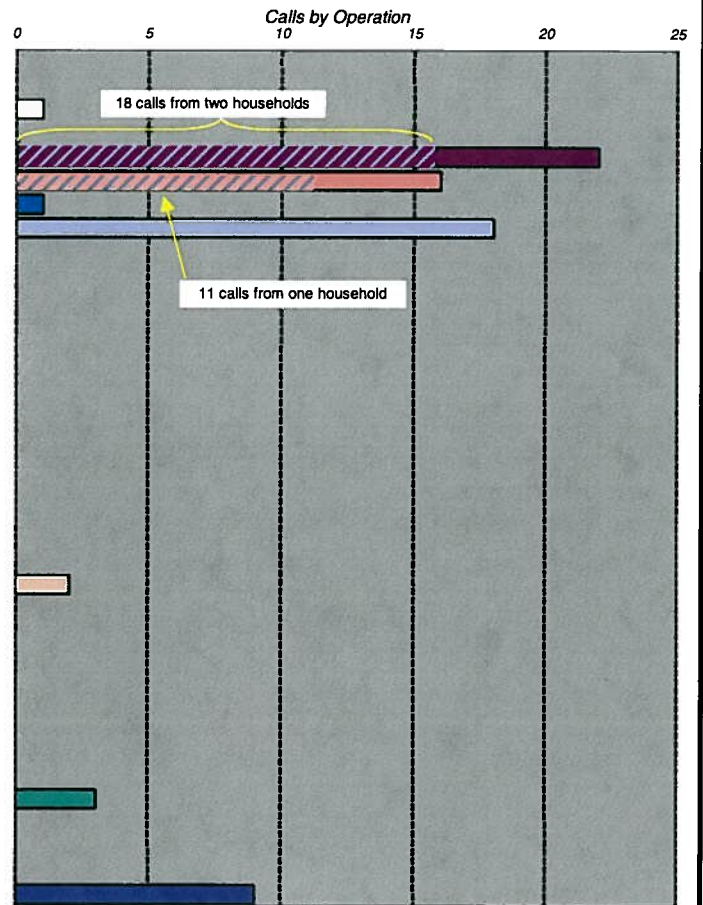 Calls by Operation
0 5 10 15 20 25
18 calls from two households
11 calls from one household